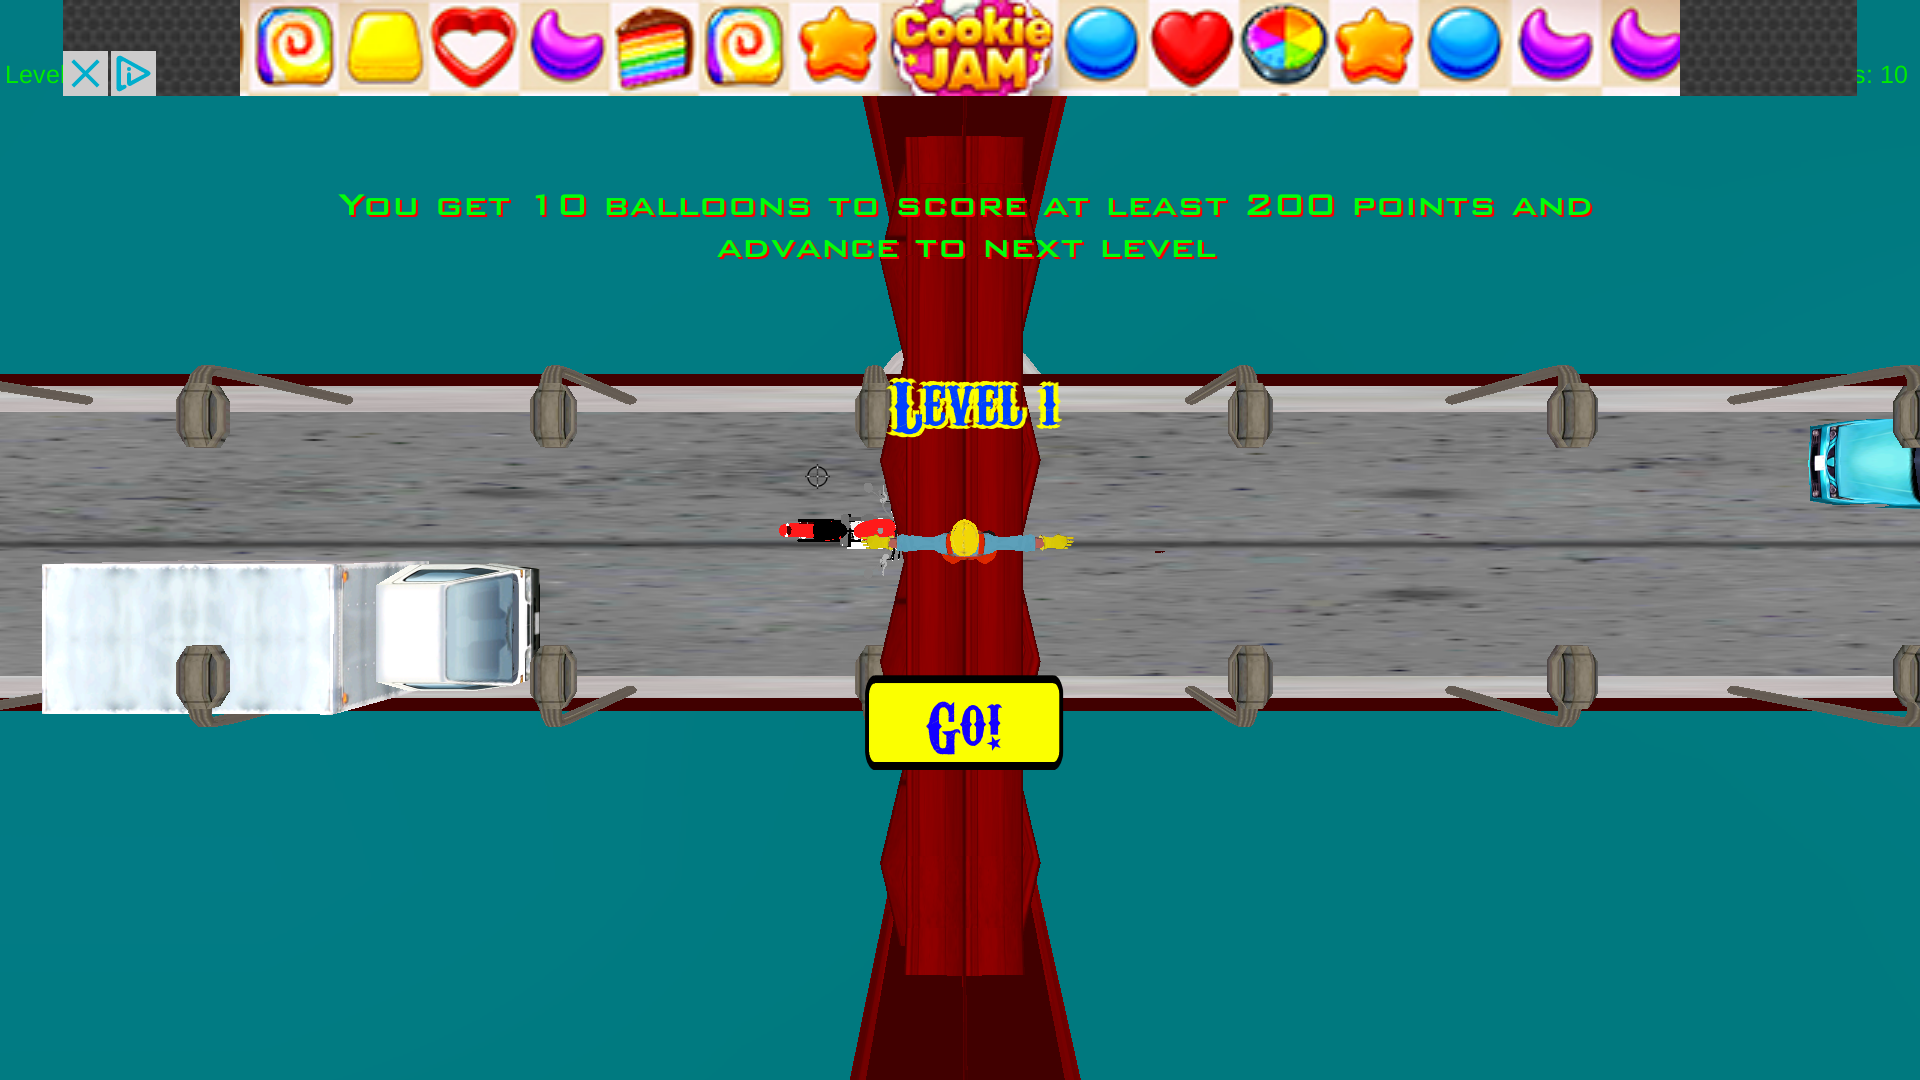 Cookie
JAM
Level
s: 10
You get 10 balloons to score at least 200 points and
advance to next level
Level 1
Go!